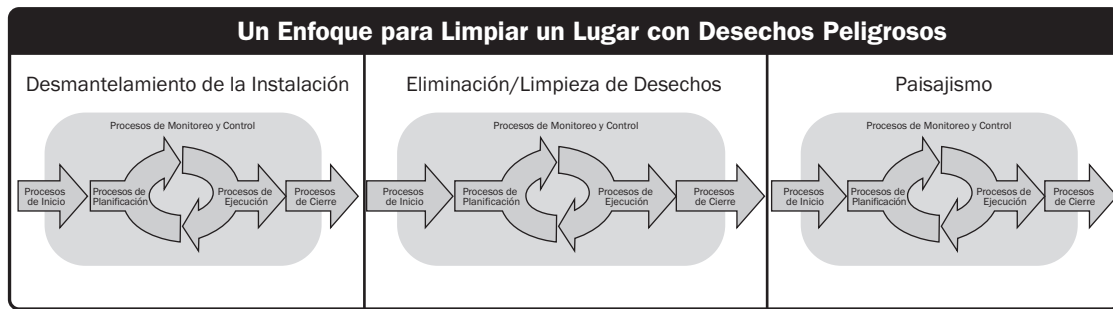 Un Enfoque para Limpiar un Lugar con Desechos Peligrosos
Desmantelamiento de la Instalación
Procesos de Monitoreo y Control
Procesos
de Inicio
Procesos de
Planificación
Procesos de
Ejecución
Procesos
de Cierre
Eliminación/Limpieza de Desechos
Procesos de Monitoreo y Control
Procesos
de Inicio
Procesos de
Planificación
Procesos de
Ejecución
Procesos
de Cierre
Paisajismo
Procesos de Monitoreo y Control
Procesos
de Inicio
Procesos de
Planificación
Procesos de
Ejecución
Procesos
de Cierre